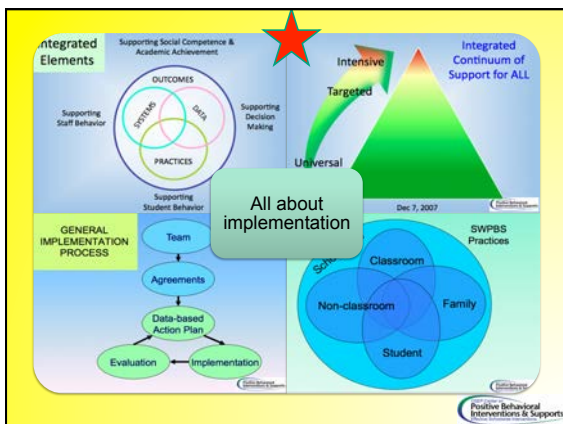 Integrated
Elements
Supporting Social Competence &
Academic Achievement
OUTCOMES
Supporting
Staff Behavior
SYSTEMS
DATA
Supporting
Decision
Making
PRACTICES
Supporting
Student Behavior
Integrated
Continuum of
Support for ALL
Intensive
Targeted
Universal
Dec 7, 2007
All about
implementation
GENERAL
IMPLEMENTATION
PROCESS
Team
Agreements
Data-based
Action Plan
Evaluation
Implementation
SWPBS
Practices
Classroom
Non-classroom
Family
Student
Positive Behavioral
Interventions & Supports